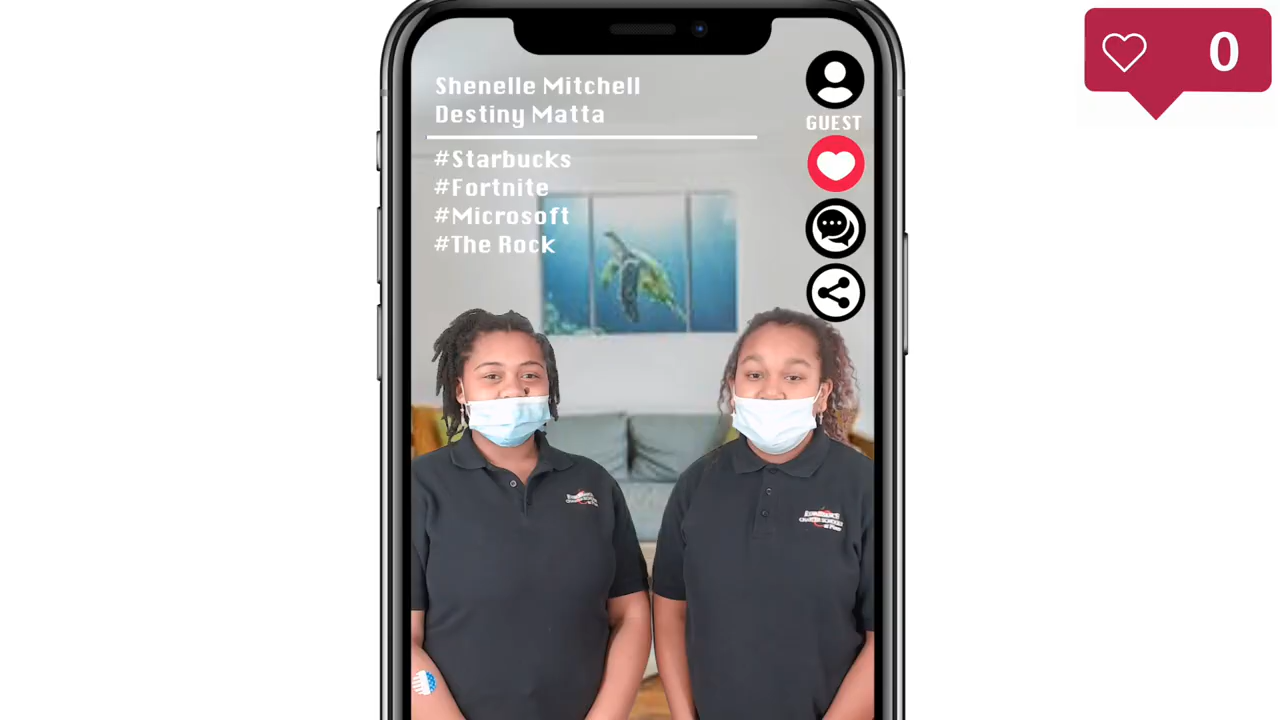 Shenelle Mitchell
Destiny Matta
#Starbucks
#Fortnite
#Microsoft
#The Rock
GUEST
0